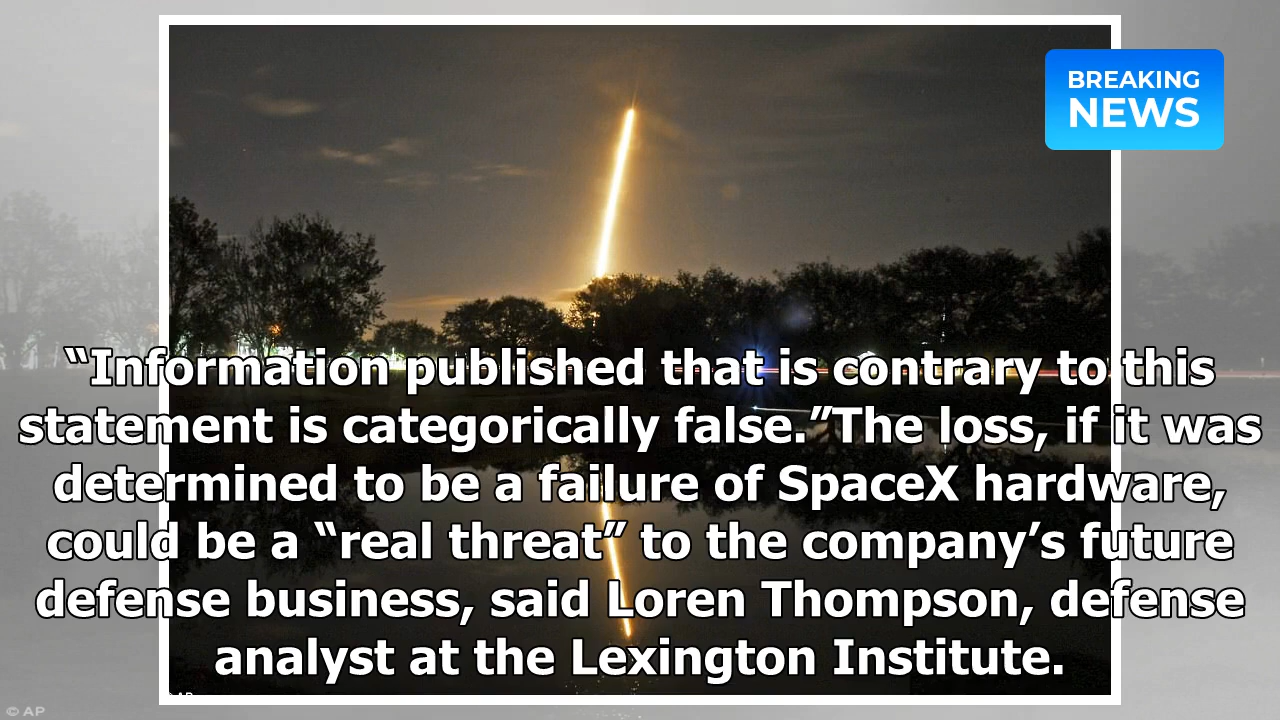 BREAKING
NEWS
“Information published that is contrary to this
statement is categorically false.”The loss, if it was
determined to be a failure of SpaceX hardware,
could be a “real threat” to the company’s future
defense business, said Loren Thompson, defense
analyst at the Lexington Institute.
© AP